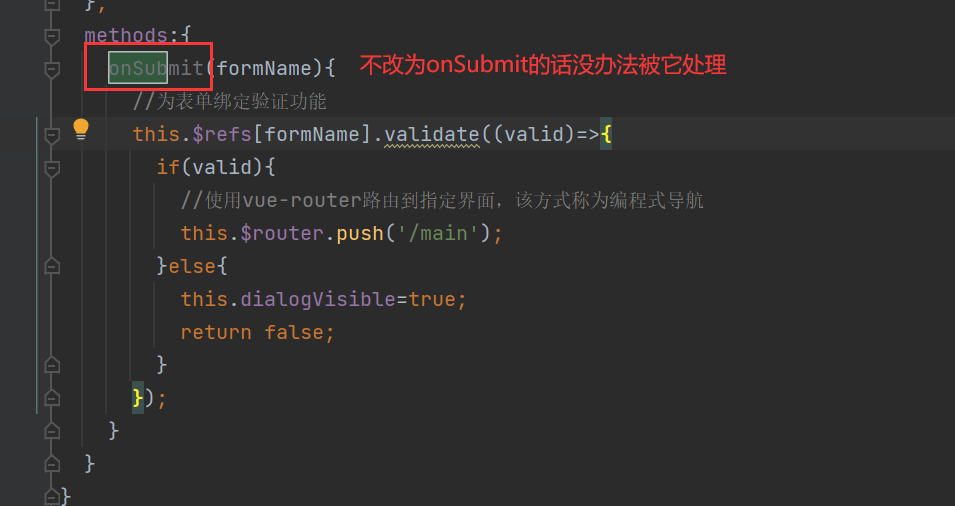 },
methods:{
onSubmit(formName){ 不改为onSubmit的话没办法被它处理
//为表单绑定验证功能
this.$refs[formName].validate((valid)=>{
if(valid){
//使用vue-router路由到指定界面，该方式称为编程式导航
this.$router.push('/main');
}else{
this.dialogVisible=true;
return false;
}
});
}
}
}